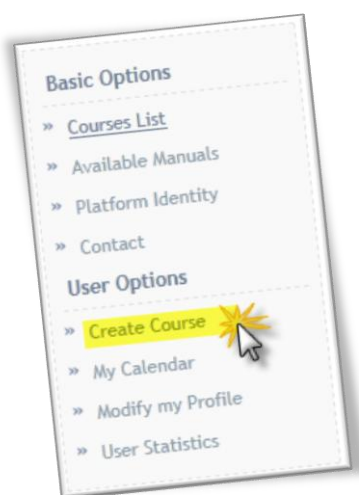 Basic Options
» Courses List
» Available Manuals
» Platform Identity
» Contact
User Options
» Create Course
» My Calendar
» Modify my Profile
» User Statistics